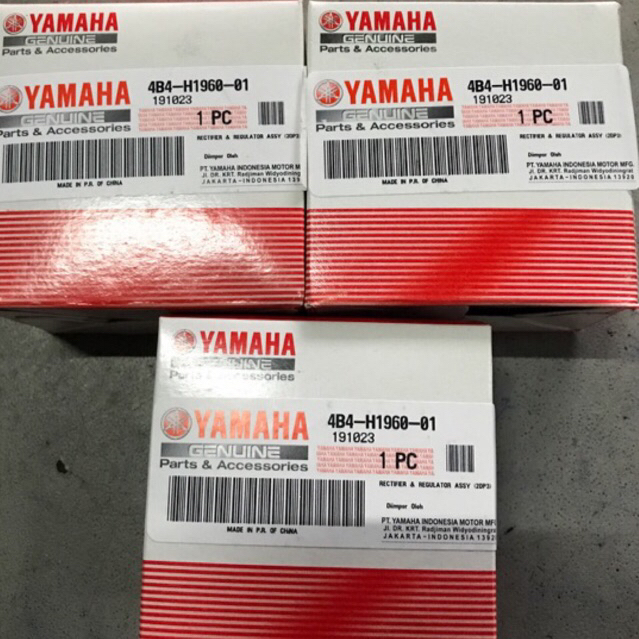 YAMAHA
GENUINE
Parts & Accessories
YAMAHA
GENUINE
Parts & Accessories
4B4-H1960-01
191023
1 PC
RECTIFIER & REGULATOR ASSY (2DP3)
Diimpor Oleh
PT. YAMAHA INDONESIA MOTOR M
Jl. DR. KRT. Radjiman Widyodining
JAKARTA-INDONESIA 1392
MADE IN P.R. OF CHINA
YAMAHA
GENUINE
Parts & Accessories
YAMAHA
GENUINE
Parts & Accessories
4B4-H1960-01
191023
1 PC
RECTIFIER & REGULATOR ASSY (2DP3)
Diimpor Oleh
PT. YAMAHA INDONESIA MOTOR MFG.
Jl. DR. KRT. Radjiman Widyodiningrat
JAKARTA-INDONESIA 13920
MADE IN P.R. OF CHINA
YAMAHA
GENUINE
Parts & Accessories
YAMAHA
GENUINE
Parts & Accessories
4B4-H1960-01
191023
1 PC
RECTIFIER & REGULATOR ASSY (2DP3)
Diimpor Oleh
PT. YAMAHA INDONESIA MOTOR MFG
Jl. DR. KRT. Radjiman Widyodiningrat
JAKARTA-INDONESIA 13920
MADE IN P.R. OF CHINA